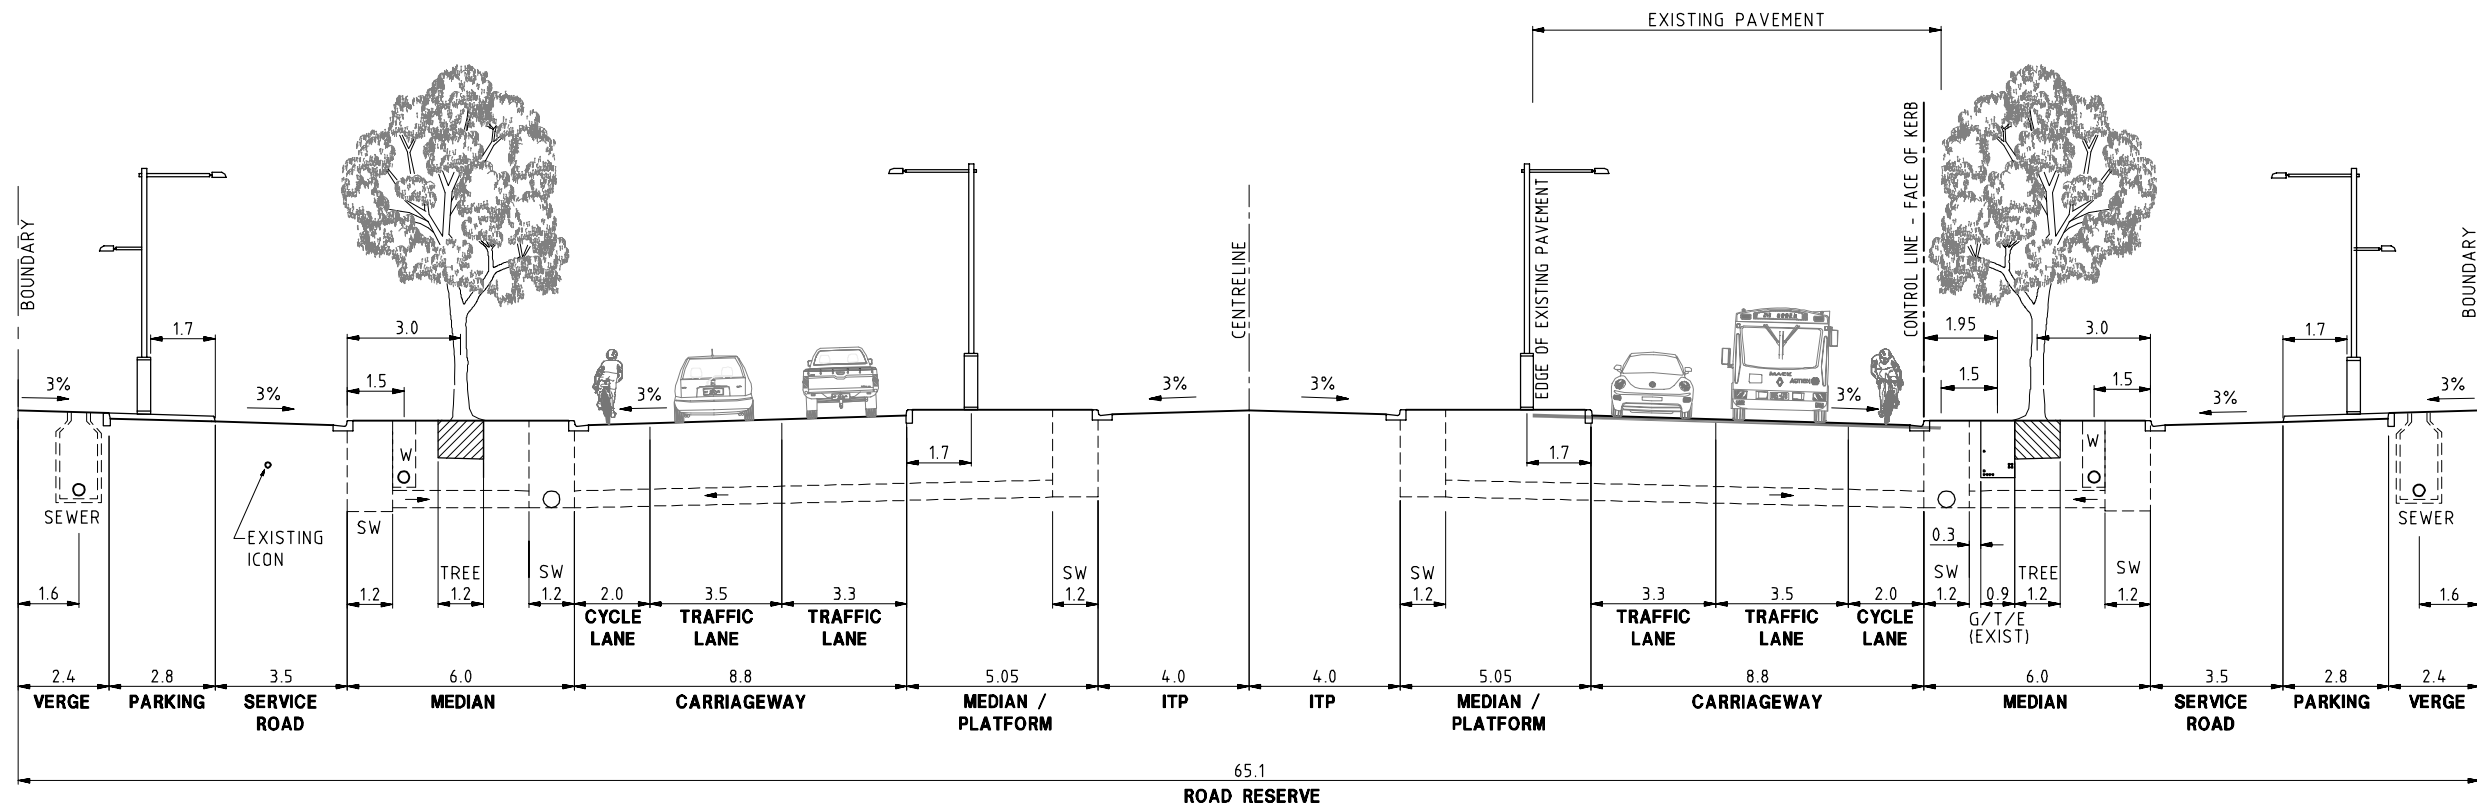 EXISTING PAVEMENT
BOUNDARY
CENTRELINE
EDGE OF EXISTING PAVEMENT
CONTROL LINE - FACE OF KERB
BOUNDARY
1.7
3.0
1.95
3.0
1.7
3%
3%
1.5
3%
3%
3%
3%
1.5
1.5
3%
3%
MACK
W
1.7
1.7
W
SEWER
SW
EXISTING
ICON
SEWER
0.3
TREE
SW
SW
SW
SW
TREE
SW
1.6
1.2
1.2
1.2
2.0
3.5
3.3
1.2
1.2
3.3
3.5
2.0
1.2
0.9
1.2
1.2
1.6
CYCLE
LANE
TRAFFIC
LANE
TRAFFIC
LANE
TRAFFIC
LANE
TRAFFIC
LANE
CYCLE
LANE
G/T/E
(EXIST)
2.4
2.8
3.5
6.0
8.8
5.05
4.0
4.0
5.05
8.8
6.0
3.5
2.8
2.4
VERGE
PARKING
SERVICE
ROAD
MEDIAN
CARRIAGEWAY
MEDIAN /
PLATFORM
ITP
ITP
MEDIAN /
PLATFORM
CARRIAGEWAY
MEDIAN
SERVICE
ROAD
PARKING
VERGE
65.1
ROAD RESERVE